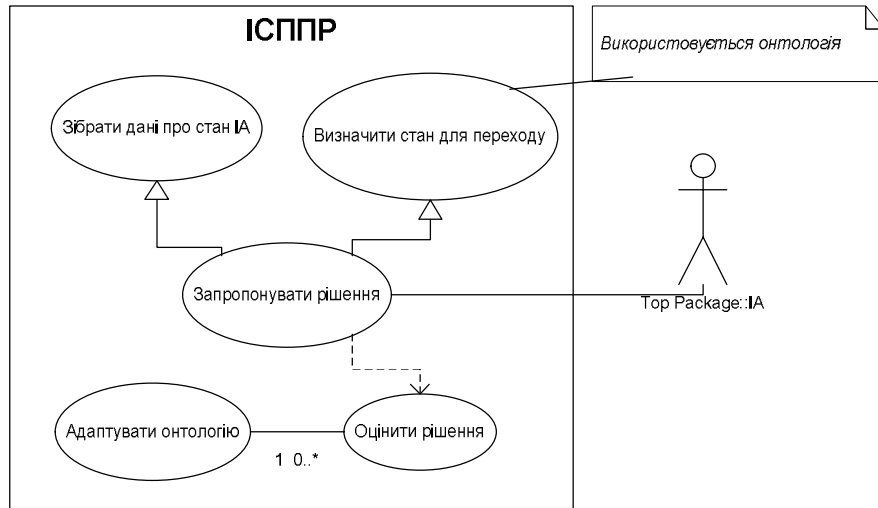 ІСППР
Використовується онтологія
Зібрати дані про стан ІА
Визначити стан для переходу
Запропонувати рішення
Top Package::ІА
Адаптувати онтологію
Оцінити рішення
1 0..*